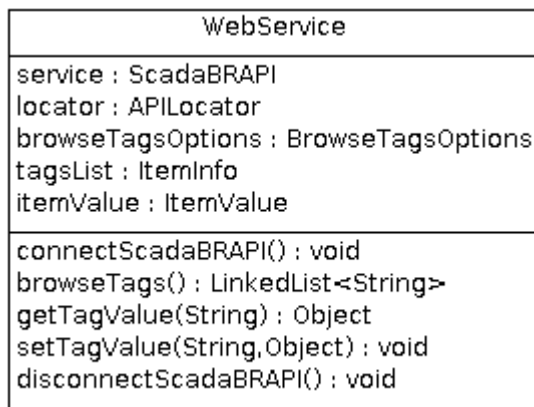 WebService
service : ScadaBRAPI
locator : APILocator
browseTagsOptions : BrowseTagsOptions
tagsList : ItemInfo
itemValue : ItemValue
connectScadaBRAPI() : void
browseTags() : LinkedList<String>
getTagValue(String) : Object
setTagValue(String,Object) : void
disconnectScadaBRAPI() : void